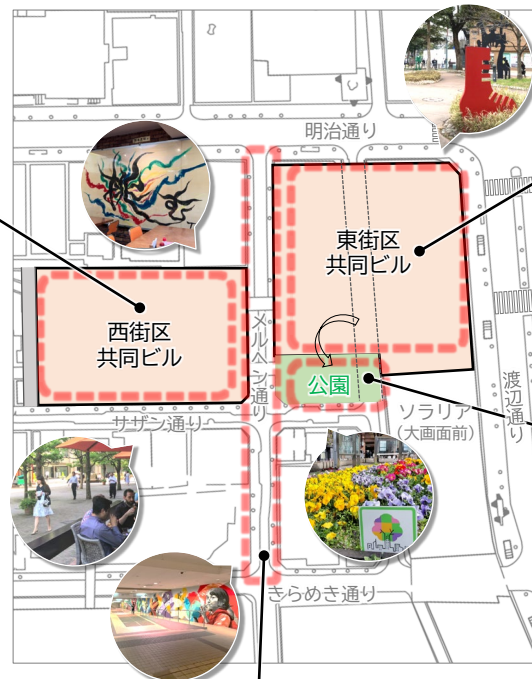 明治通り
東街区
共同ビル
西街区
共同ビル
メルヘン通り
公園
渡辺通り
ソラリア
(大画面前)
サザン通り
きらめき通り